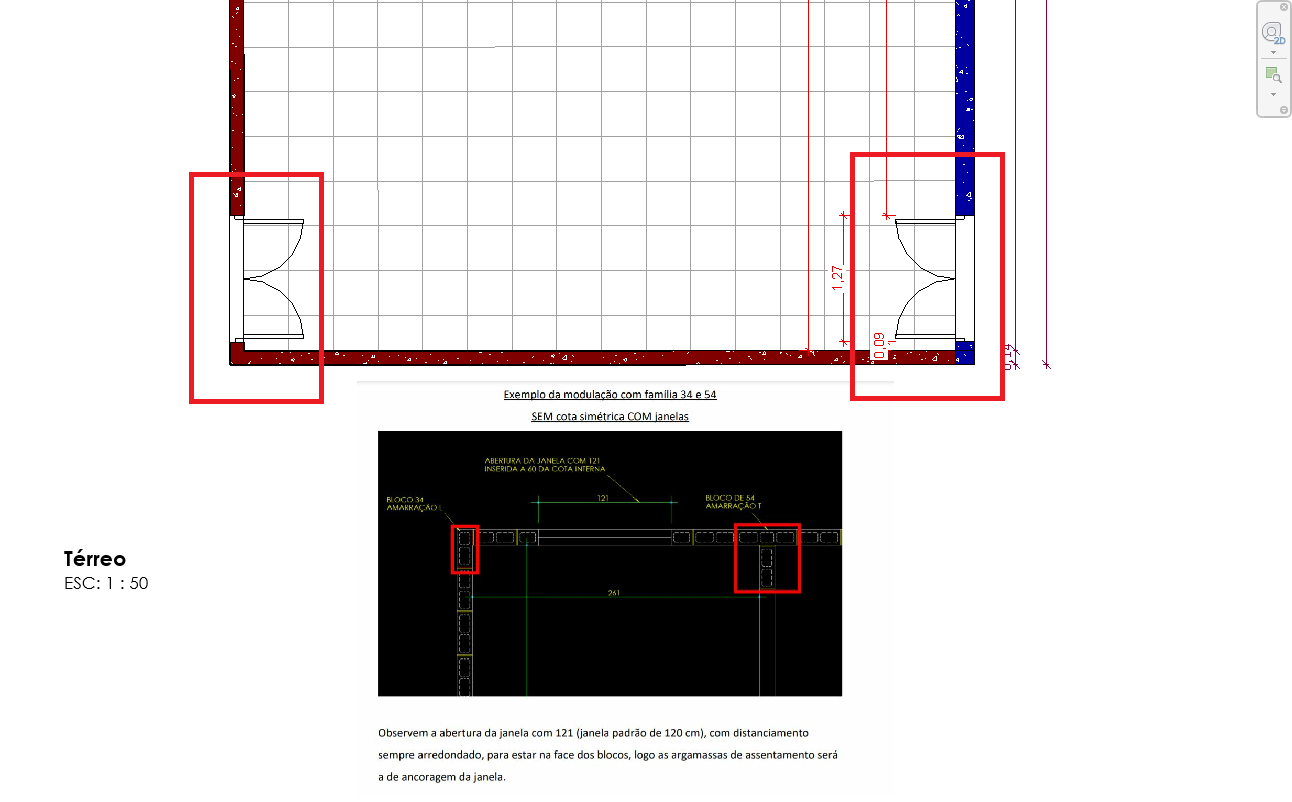 2D
1,27
0,09
0,14
Exemplo da modulação com família 34 e 54
SEM cota simétrica COM janelas
ABERTURA DA JANELA COM 121
INSERIDA A 60 DA COTA INTERNA
121
BLOCO 34
AMARRAÇÃO L
BLOCO DE 54
AMARRAÇÃO T
261
Térreo
ESC: 1 : 50
Observem a abertura da janela com 121 (janela padrão de 120 cm), com distanciamento
sempre arredondado, para estar na face dos blocos, logo as argamassas de assentamento será
a de ancoragem da janela.